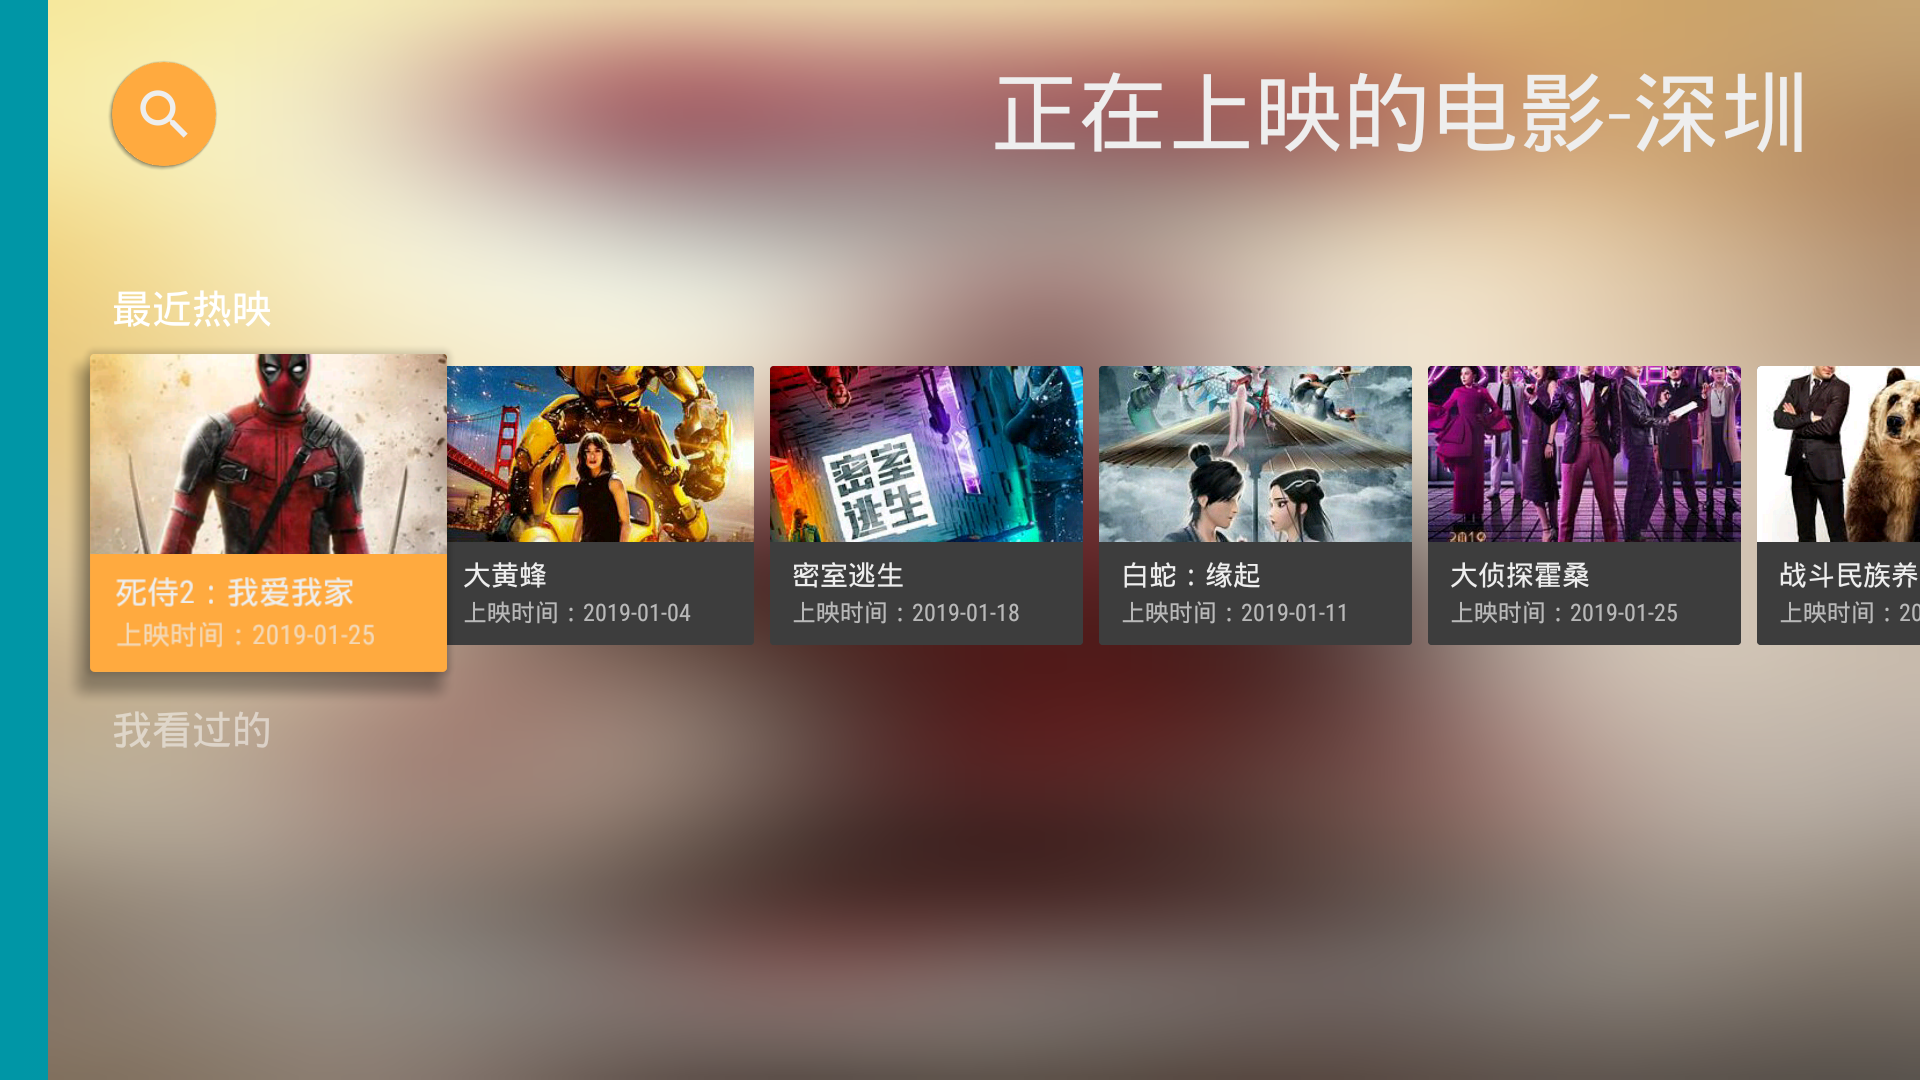 正在上映的电影-深圳
最近热映
密室
逃生
2019
死侍2：我爱我家
上映时间：2019-01-25
大黄蜂
上映时间：2019-01-04
密室逃生
上映时间：2019-01-18
白蛇：缘起
上映时间：2019-01-11
大侦探霍桑
上映时间：2019-01-25
战斗民族养
上映时间：20
我看过的